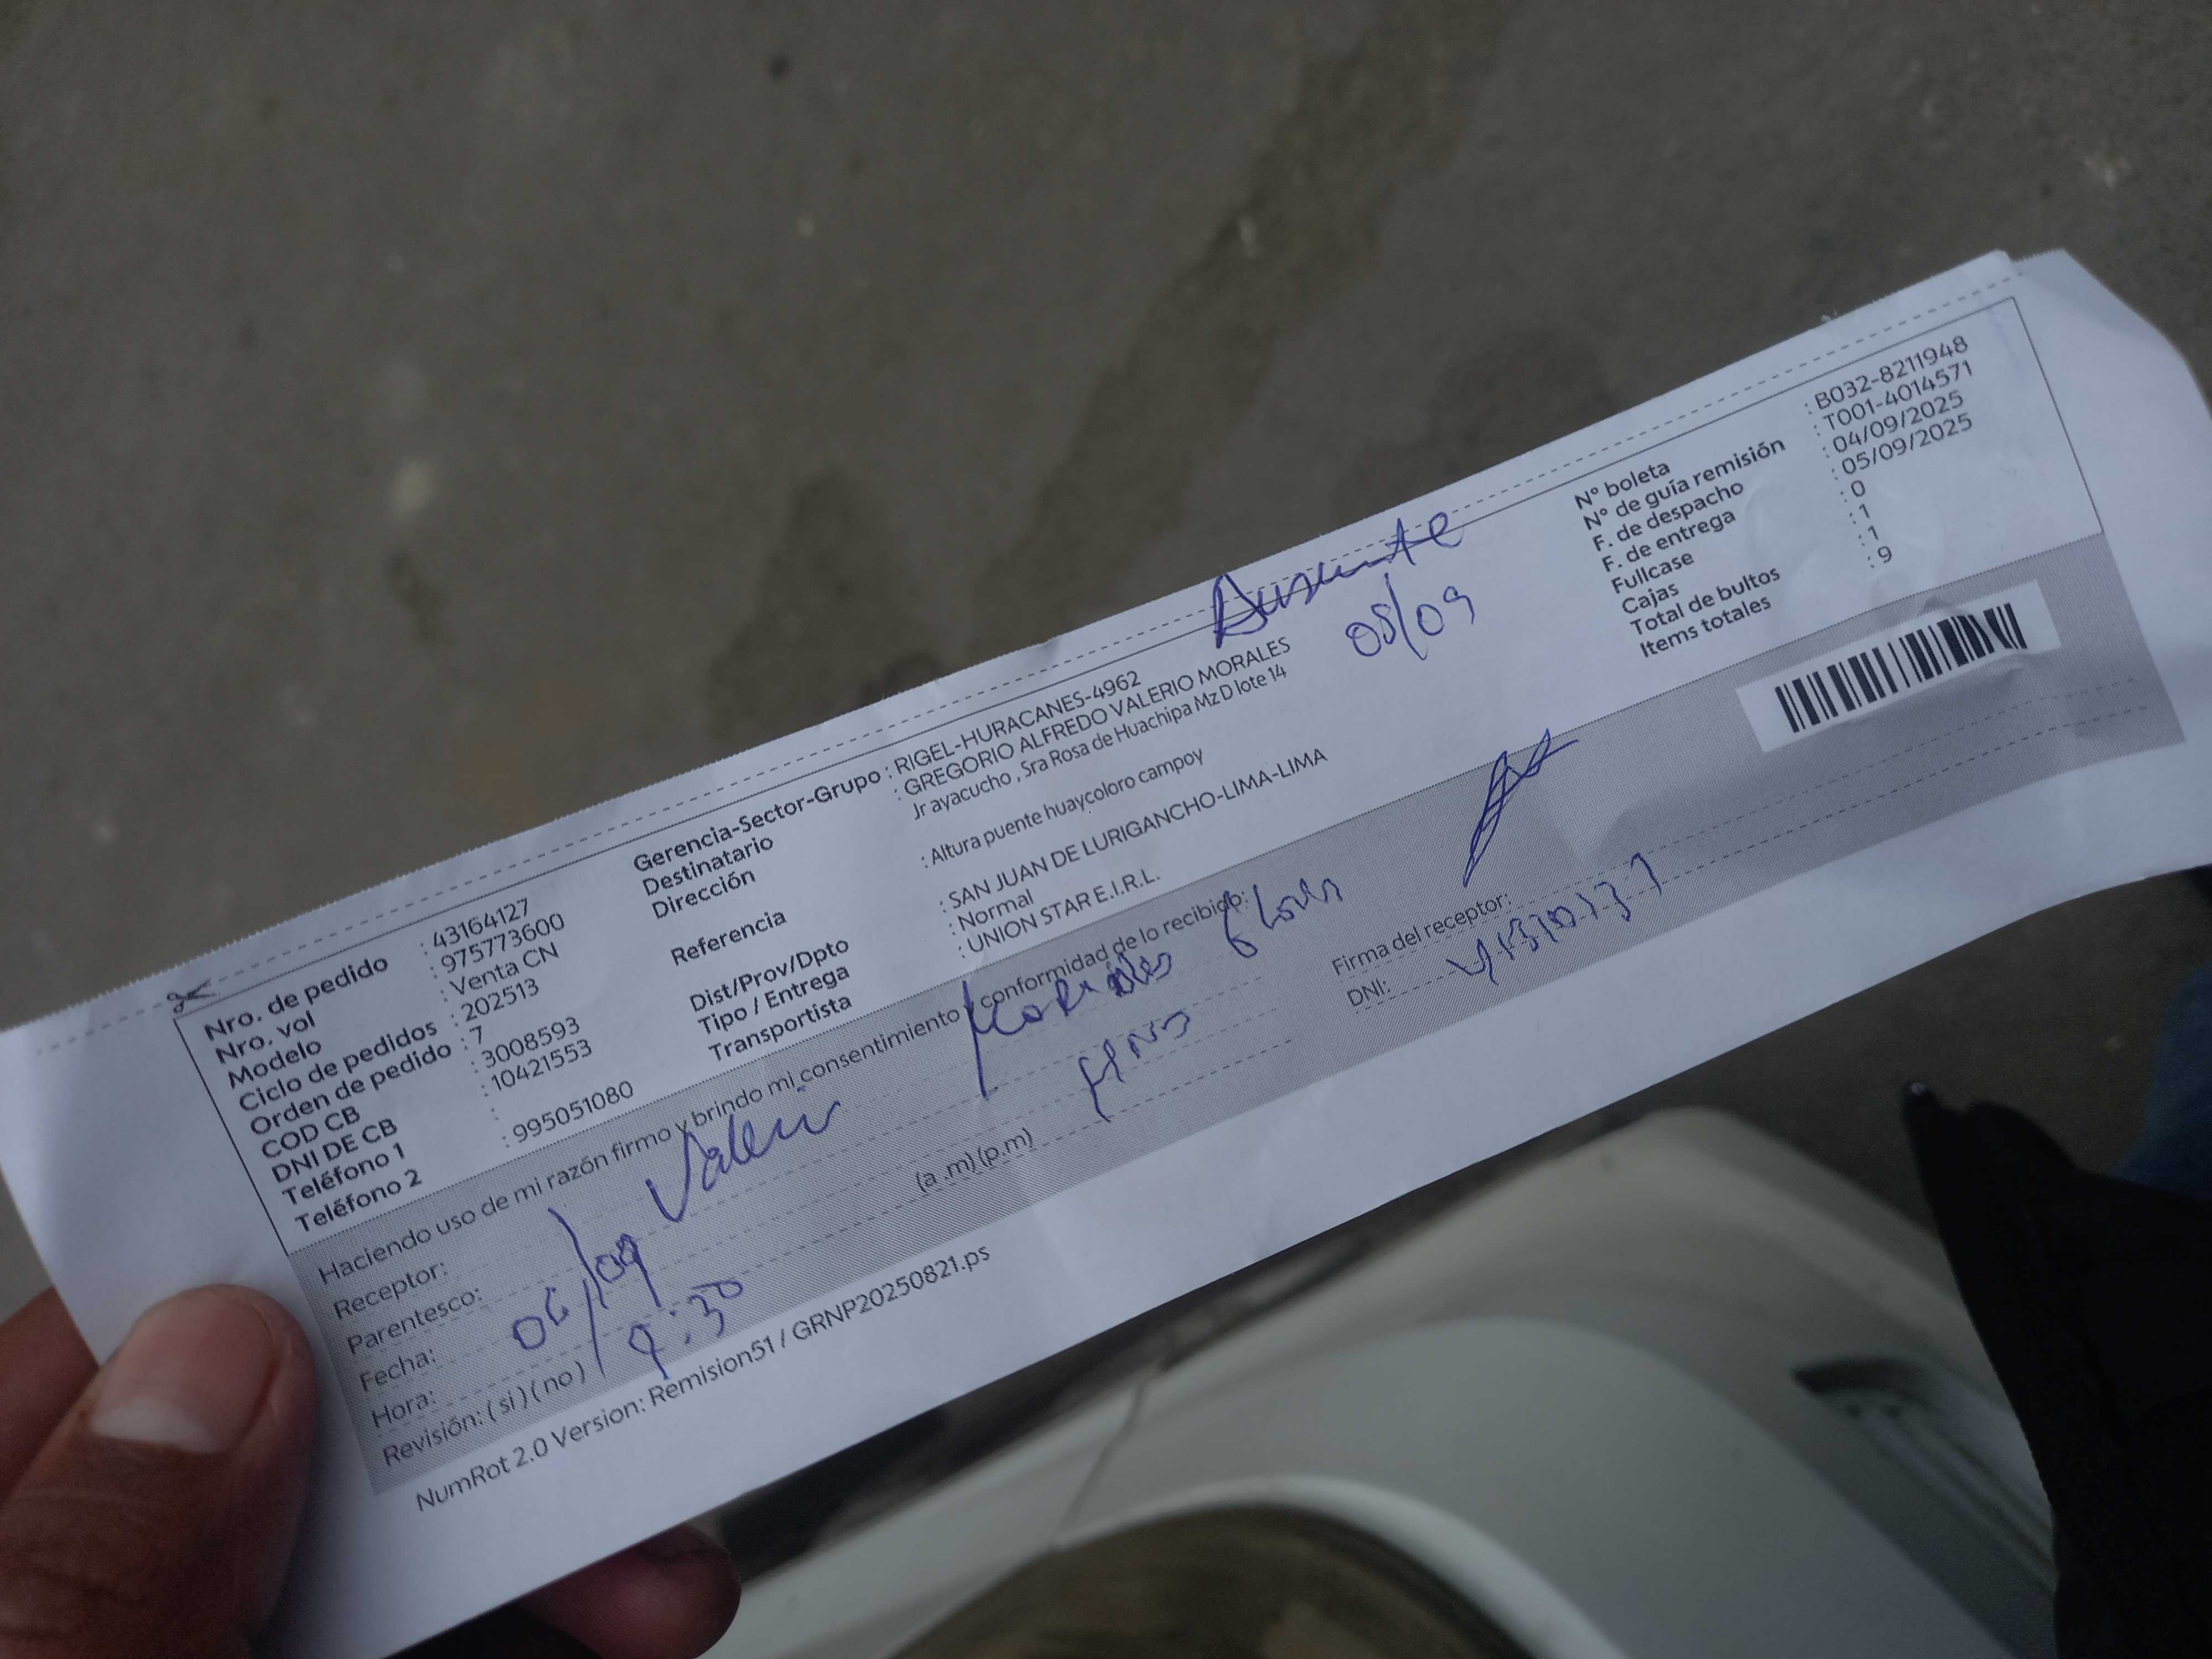 Nro. de pedido : 43164127
Nro. vol : 975773600
Modelo : Venta CN
Ciclo de pedidos : 202513
Orden de pedido : 7
COD CB : 3008593
DNI DE CB : 10421553
Teléfono 1 :
Teléfono 2 : 995051080
Gerencia-Sector-Grupo : RIGEL-HURACANES-4962
Destinatario : GREGORIO ALFREDO VALERIO MORALES
Dirección Jr ayacucho , Sra Rosa de Huachipa Mz D lote 14
Referencia : Altura puente huaycoloro campoy
Dist/Prov/Dpto : SAN JUAN DE LURIGANCHO-LIMA-LIMA
Tipo / Entrega : Normal
Transportista : UNION STAR E.I.R.L.
Ausente
05/09
N° boleta : B032-8211948
N° de guía remisión : T001-4014571
F. de despacho : 04/09/2025
F. de entrega : 05/09/2025
Fullcase : 0
Cajas : 1
Total de bultos : 1
Items totales : 9
Haciendo uso de mi razón firmo y brindo mi consentimiento y conformidad de lo recibido:
Receptor: Valerio Morales
Parentesco:
Fecha: 06/09
Hora: 9:30 (a .m) (p.m)
Revisión: ( si ) ( no )
Firma del receptor:
DNI:
NumRot 2.0 Version: Remision51 / GRNP20250821.ps